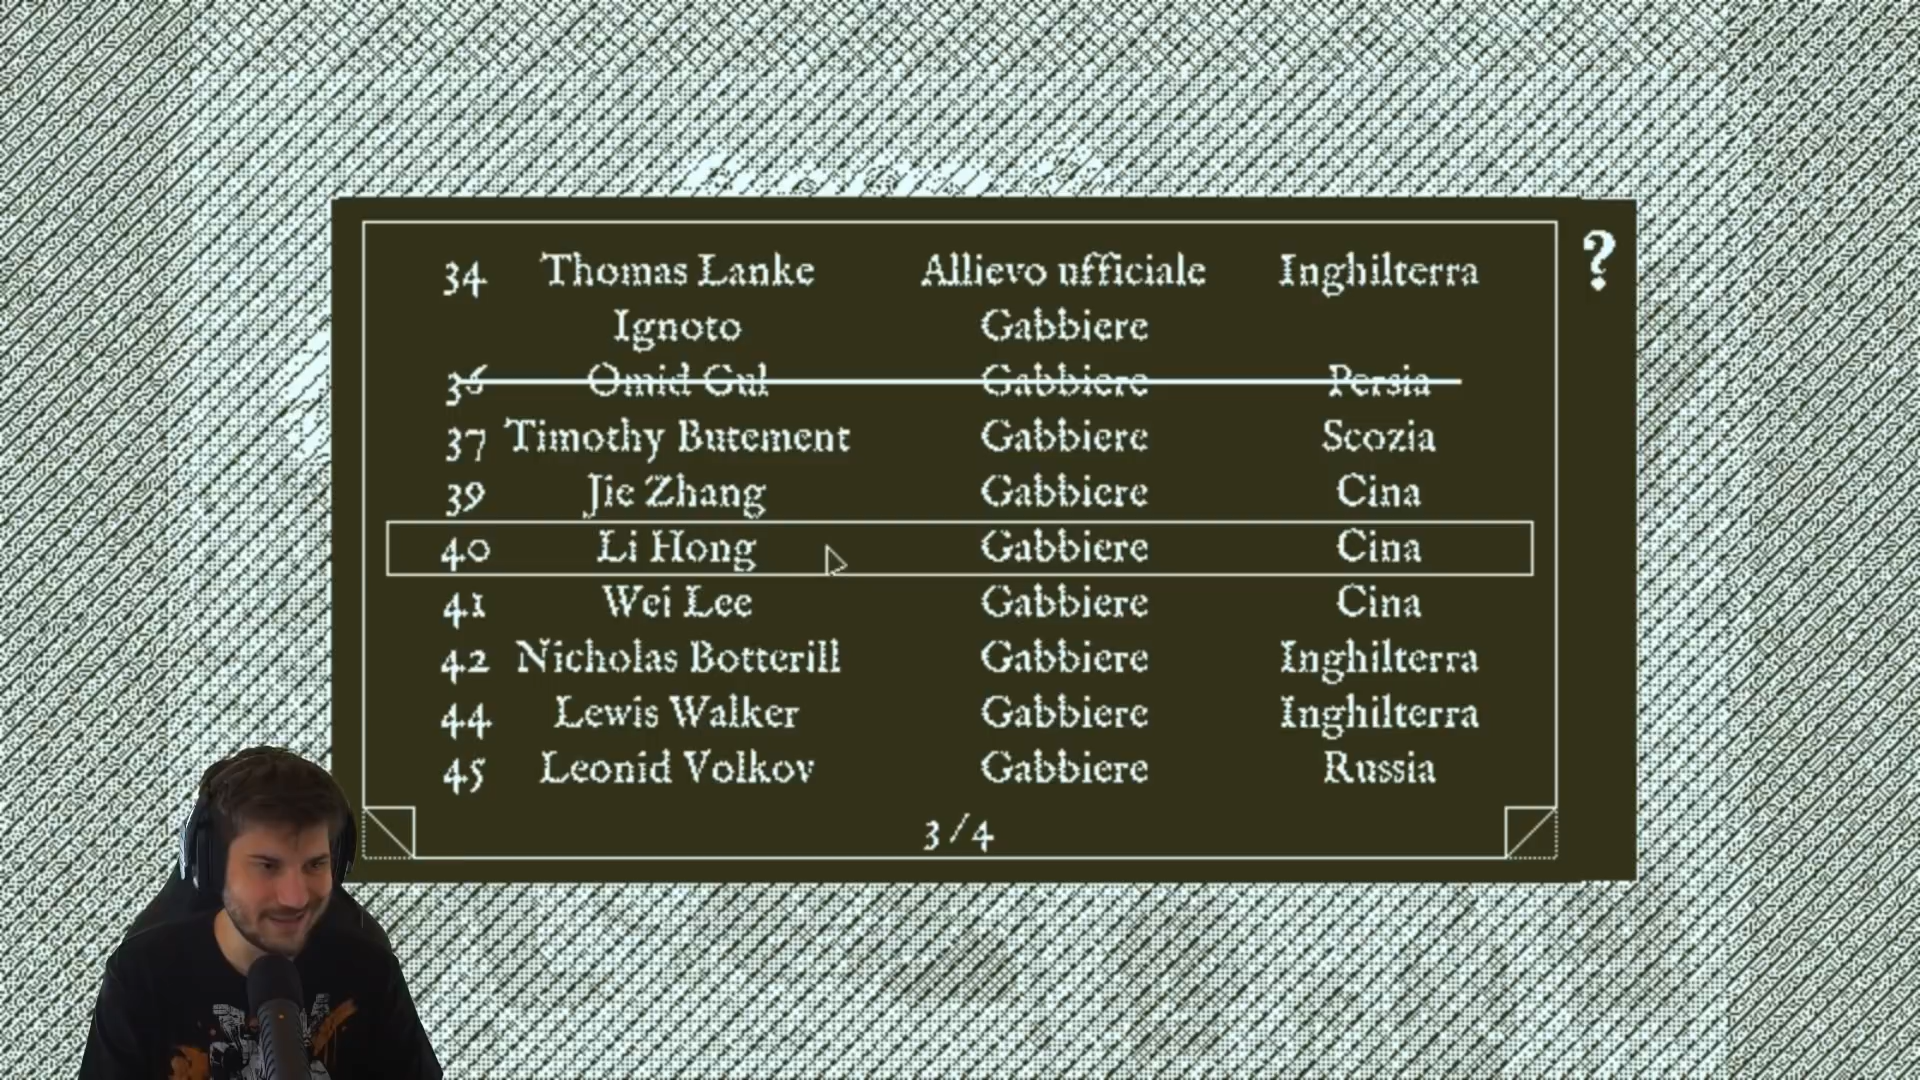 34 Thomas Lanke Allievo ufficiale Inghilterra
Ignoto Gabbiere
36 Omid Gul Gabbiere Persia
37 Timothy Butement Gabbiere Scozia
39 Jie Zhang Gabbiere Cina
40 Li Hong Gabbiere Cina
41 Wei Lee Gabbiere Cina
42 Nicholas Botterill Gabbiere Inghilterra
44 Lewis Walker Gabbiere Inghilterra
45 Leonid Volkov Gabbiere Russia
3/4
?